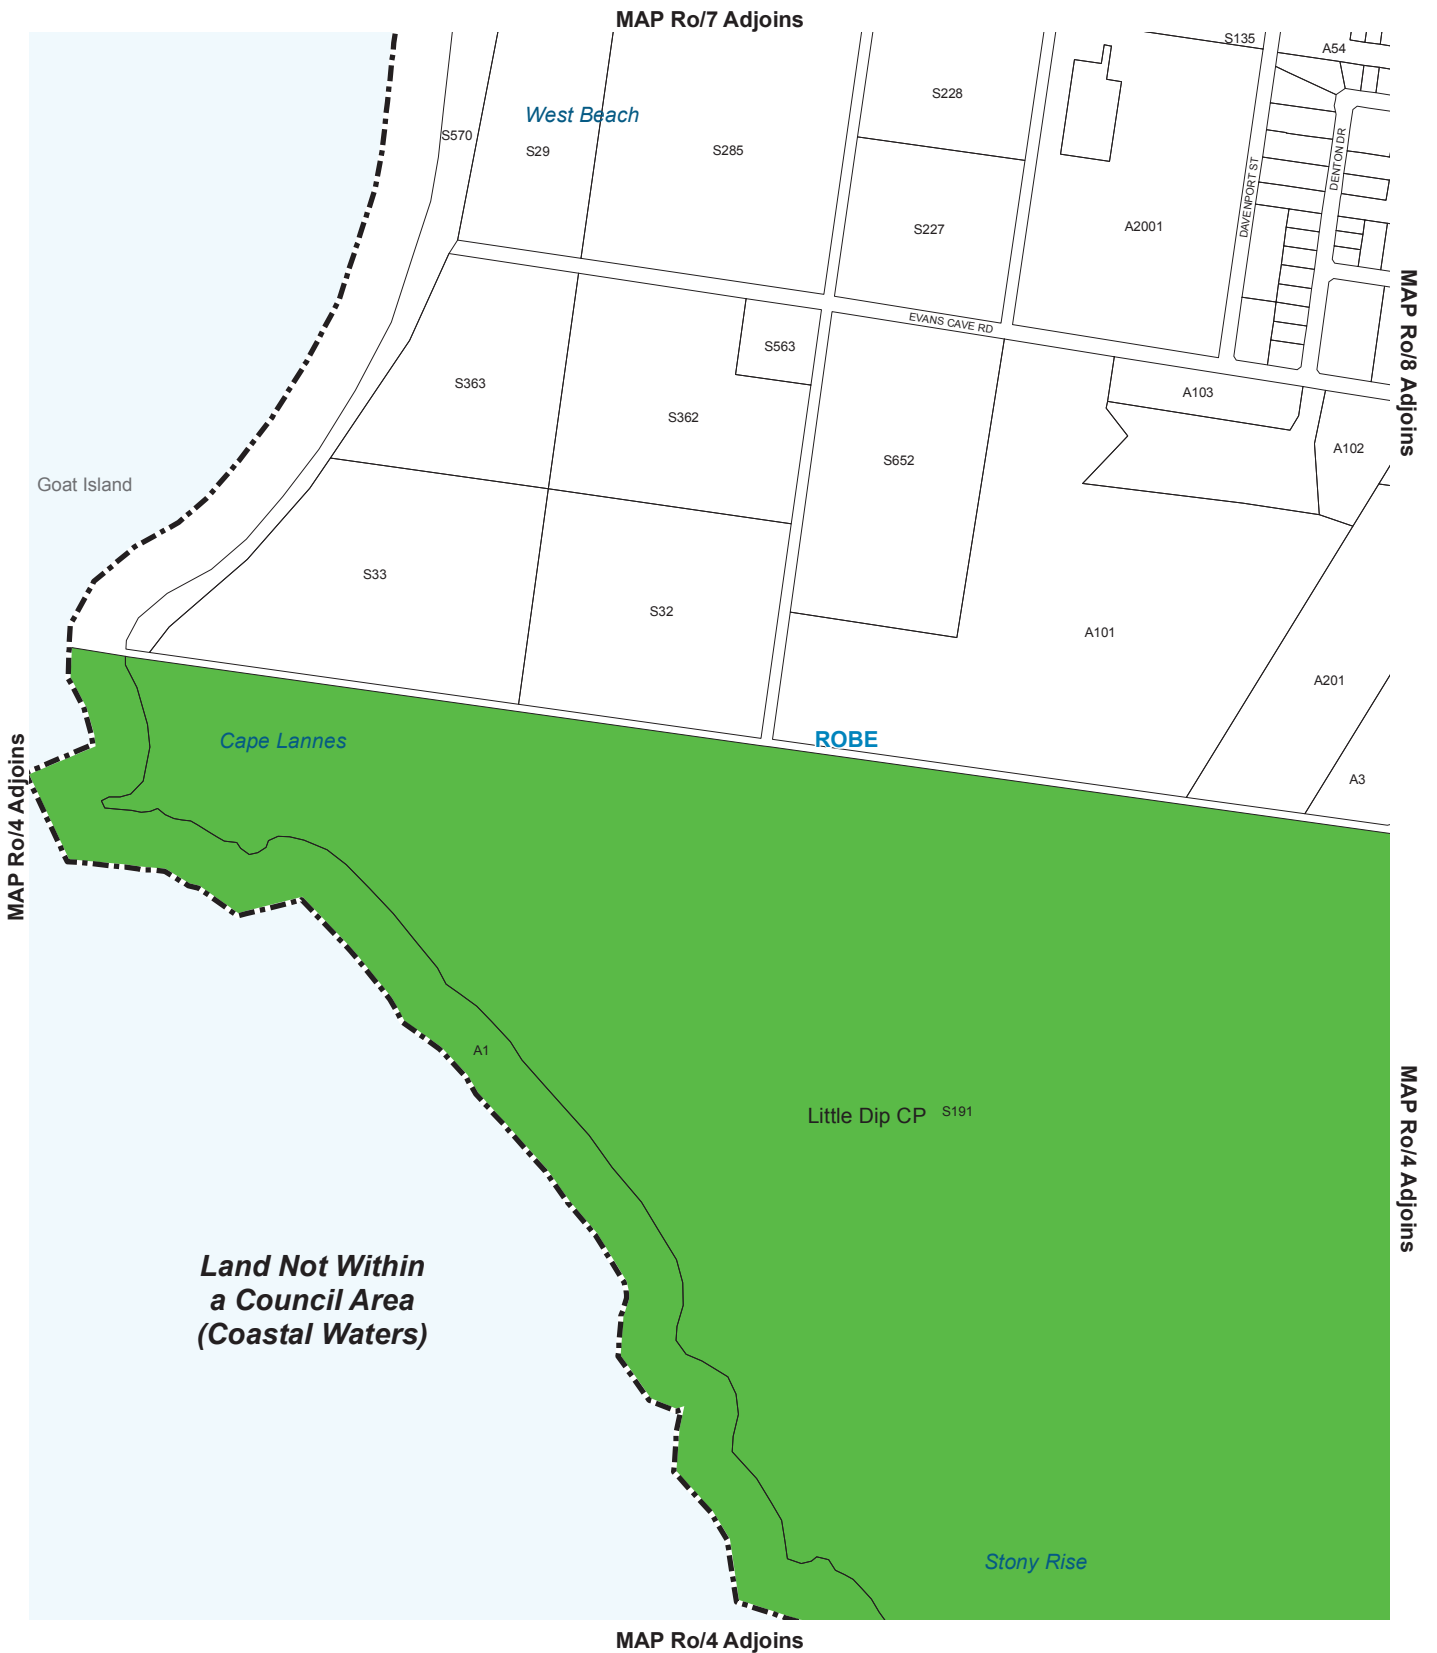 MAP Ro/7 Adjoins
S135
A54
S228
West Beach
S570
S29
S285
DENTON DR
DAVENPORT ST
S227
A2001
MAP Ro/8 Adjoins
EVANS CAVE RD
S563
S363
A103
S362
A102
S652
Goat Island
S33
S32
A101
A201
Cape Lannes
ROBE
A3
MAP Ro/4 Adjoins
A1
Little Dip CP
S191
MAP Ro/4 Adjoins
Land Not Within
a Council Area
(Coastal Waters)
Stony Rise
MAP Ro/4 Adjoins